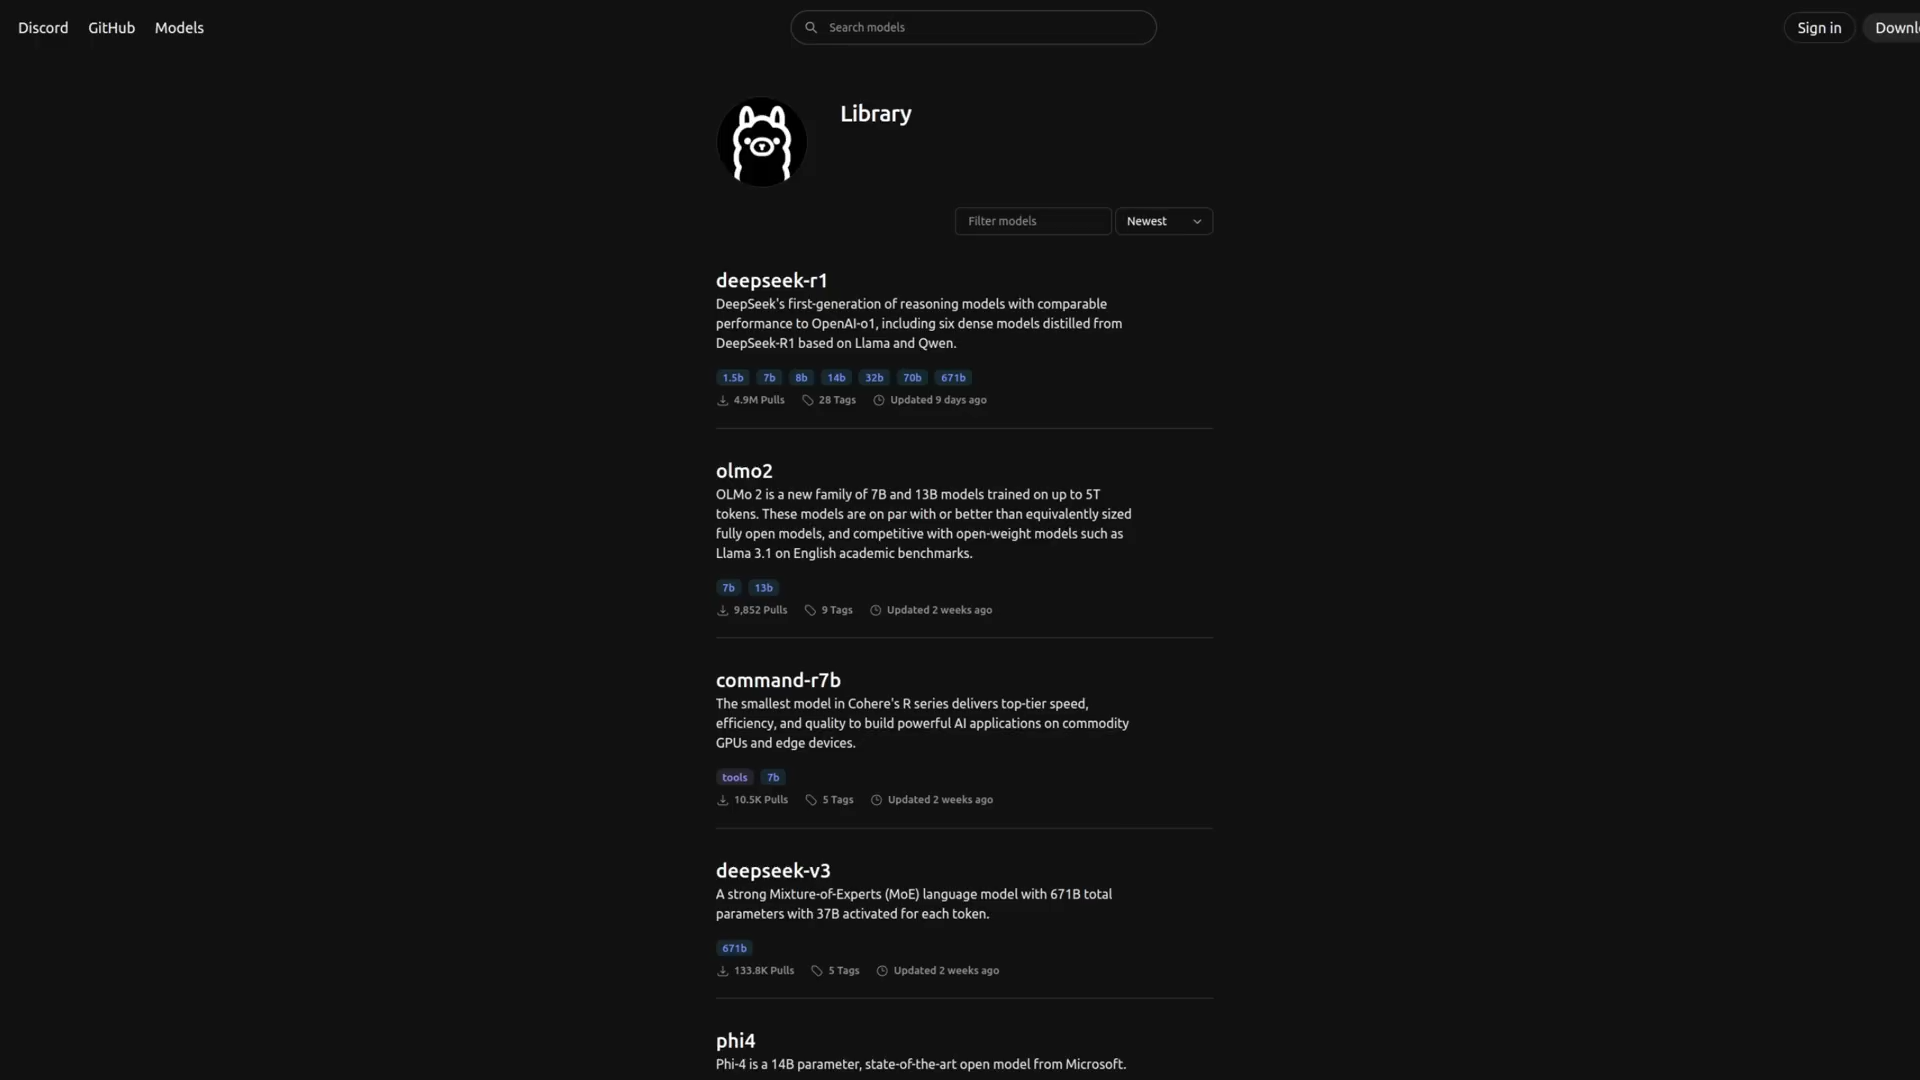 Discord GitHub Models
Search models
Sign in
Library
Filter models
Newest
deepseek-r1
DeepSeek's first-generation of reasoning models with comparable
performance to OpenAI-o1, including six dense models distilled from
DeepSeek-R1 based on Llama and Qwen.
1.5b 7b 8b 14b 32b 70b 671b
4.9M Pulls 28 Tags Updated 9 days ago
olmo2
OLMo 2 is a new family of 7B and 13B models trained on up to 5T
tokens. These models are on par with or better than equivalently sized
fully open models, and competitive with open-weight models such as
Llama 3.1 on English academic benchmarks.
7b 13b
9,852 Pulls 9 Tags Updated 2 weeks ago
command-r7b
The smallest model in Cohere's R series delivers top-tier speed,
efficiency, and quality to build powerful AI applications on commodity
GPUs and edge devices.
tools 7b
10.5K Pulls 5 Tags Updated 2 weeks ago
deepseek-v3
A strong Mixture-of-Experts (MoE) language model with 671B total
parameters with 37B activated for each token.
671b
133.8K Pulls 5 Tags Updated 2 weeks ago
phi4
Phi-4 is a 14B parameter, state-of-the-art open model from Microsoft.